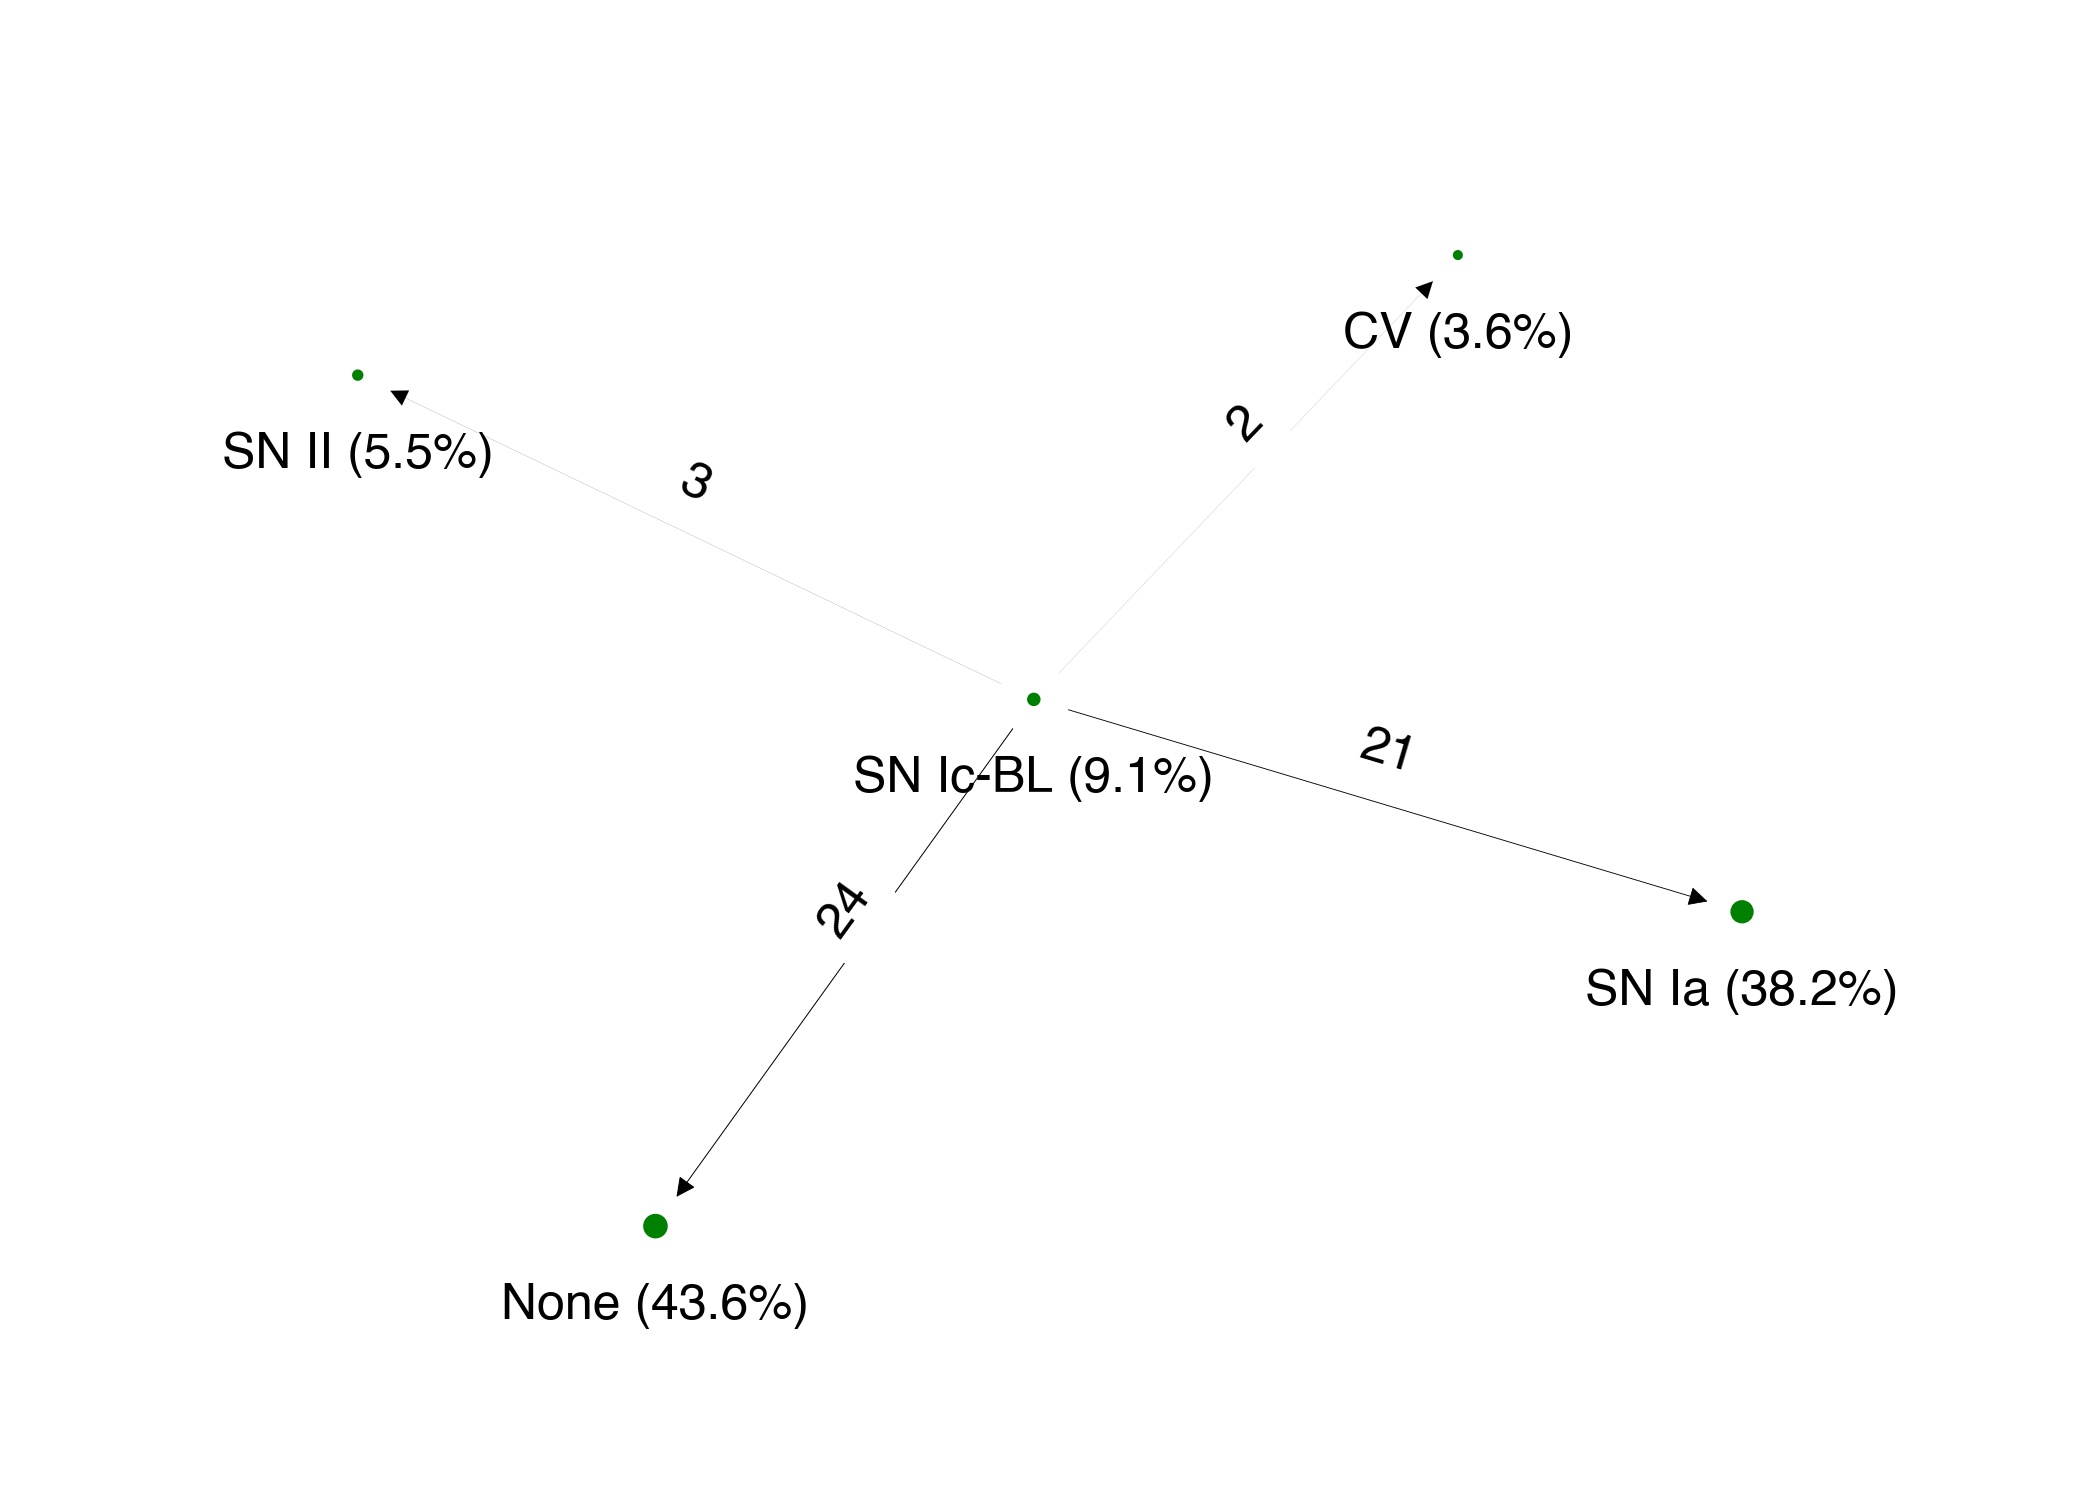 CV (3.6%)
2
SN II (5.5%)
3
21
SN Ic-BL (9.1%)
24
SN Ia (38.2%)
None (43.6%)